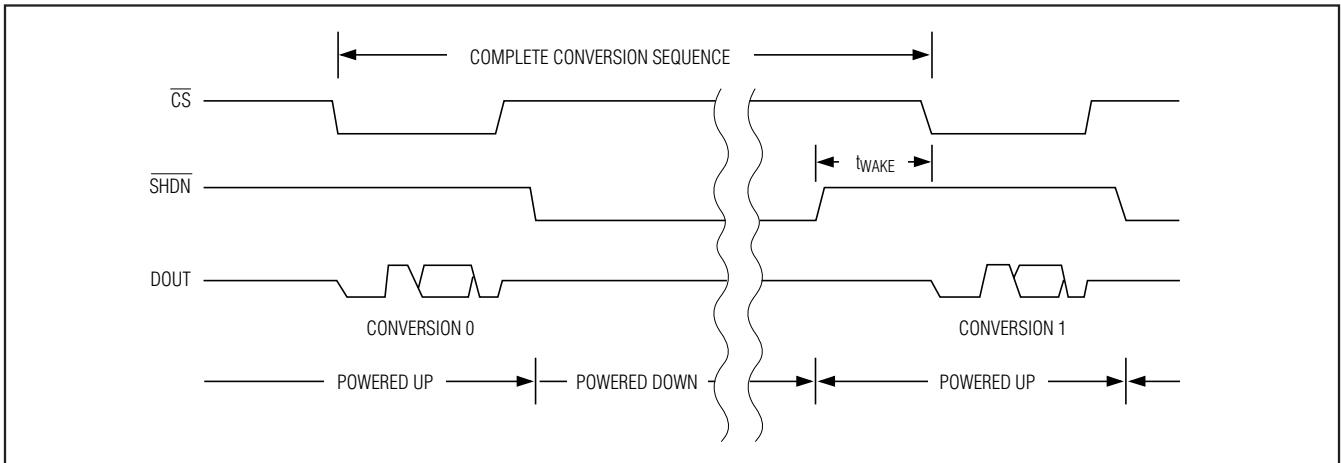 COMPLETE CONVERSION SEQUENCE
CS
tWAKE
SHDN
DOUT
CONVERSION 0
CONVERSION 1
POWERED UP
POWERED DOWN
POWERED UP